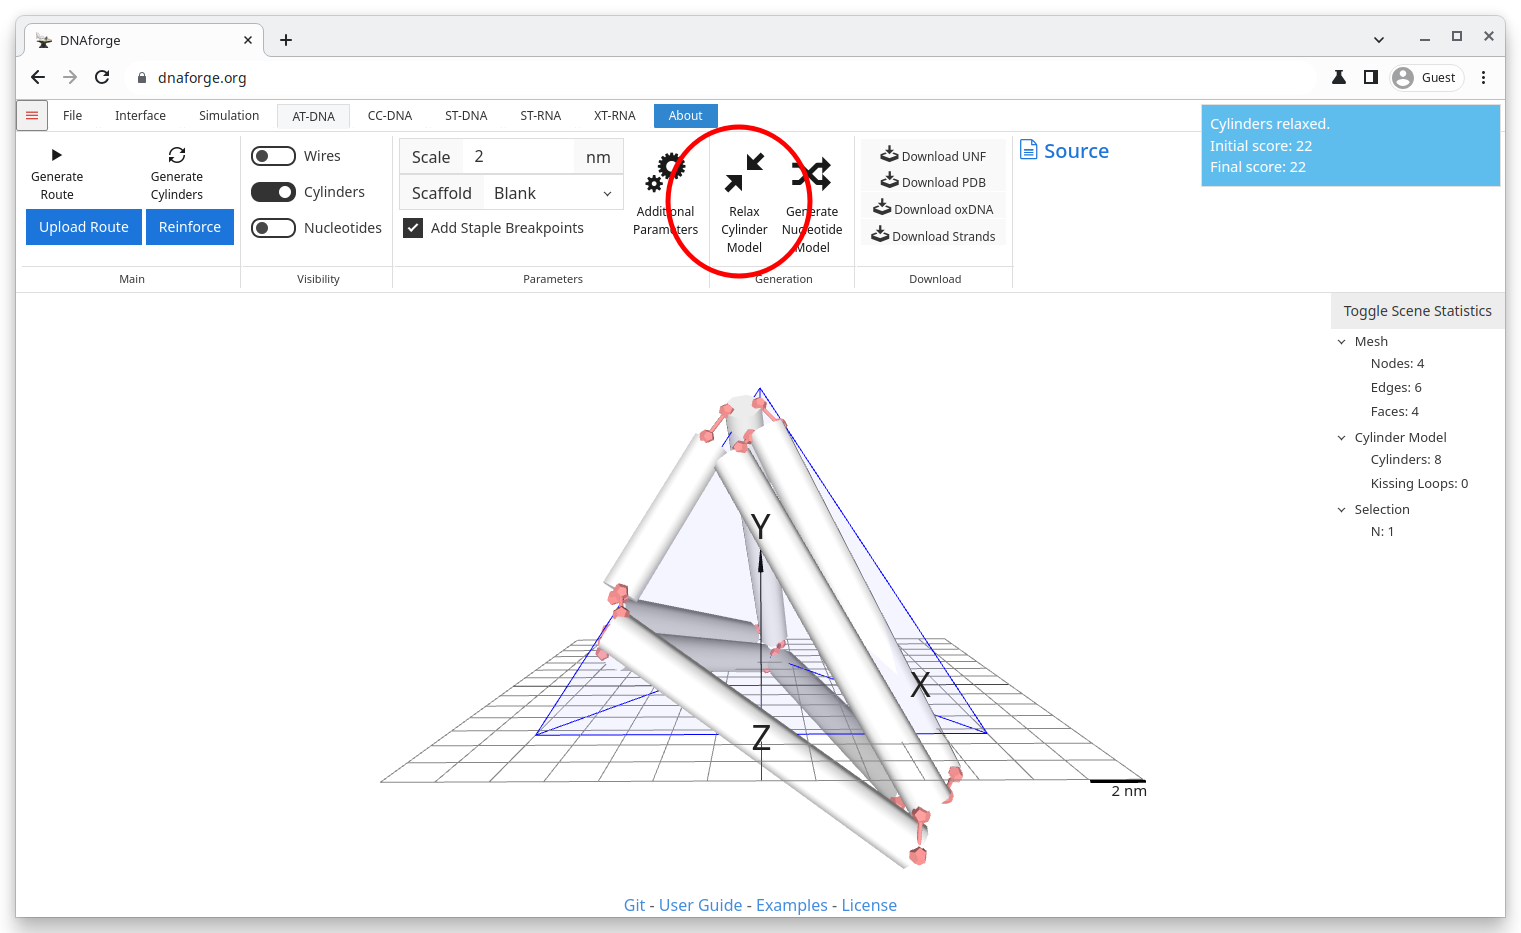 DNAforge
dnaforge.org
Guest
File Interface Simulation AT-DNA CC-DNA ST-DNA ST-RNA XT-RNA About
Cylinders relaxed.
Initial score: 22
Final score: 22
Generate Route
Generate Cylinders
Upload Route
Reinforce
Main
Wires
Cylinders
Nucleotides
Visibility
Scale 2 nm
Scaffold Blank
Add Staple Breakpoints
Additional Parameters
Parameters
Relax Cylinder Model
Generate Nucleotide Model
Generation
Download UNF
Download PDB
Download oxDNA
Download Strands
Download
Source
Toggle Scene Statistics
Mesh
Nodes: 4
Edges: 6
Faces: 4
Cylinder Model
Cylinders: 8
Kissing Loops: 0
Selection
N: 1
Y
X
Z
2 nm
Git - User Guide - Examples - License